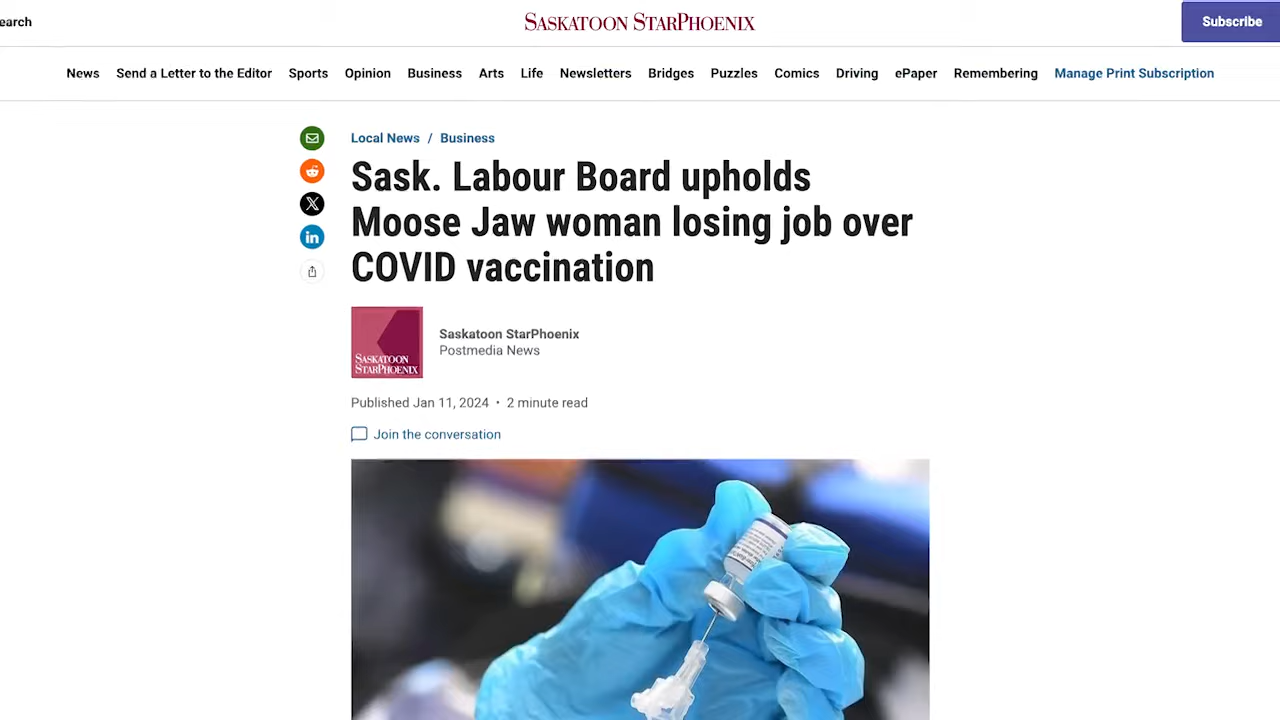 earch
SASKATOON STARPHOENIX
Subscribe
News Send a Letter to the Editor Sports Opinion Business Arts Life Newsletters Bridges Puzzles Comics Driving ePaper Remembering Manage Print Subscription
Local News / Business
Sask. Labour Board upholds
Moose Jaw woman losing job over
COVID vaccination
SASKATOON
STARPHOENIX
Saskatoon StarPhoenix
Postmedia News
Published Jan 11, 2024 • 2 minute read
Join the conversation